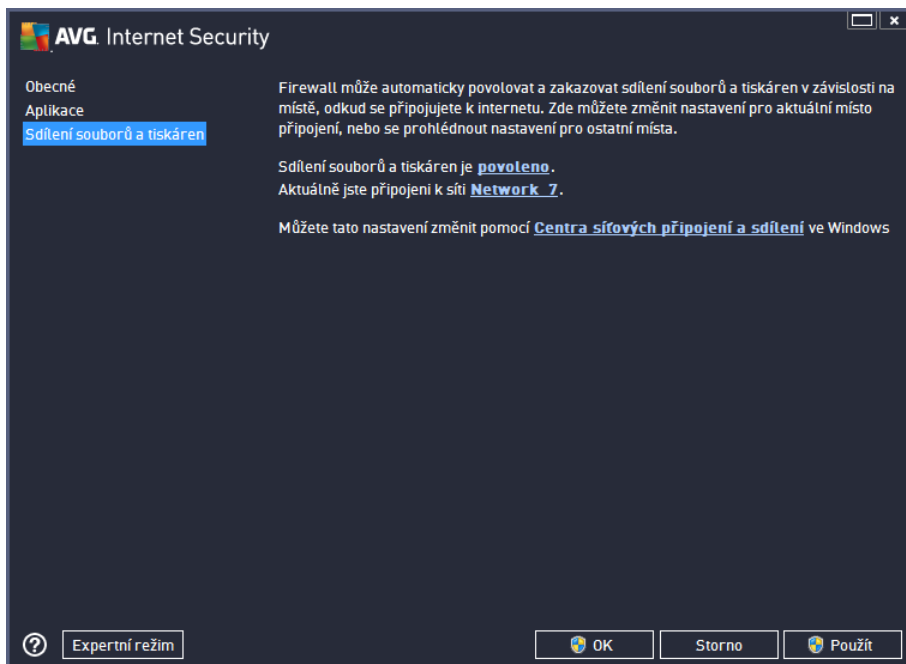 AVG. Internet Security
Obecné
Aplikace
Sdílení souborů a tiskáren
Firewall může automaticky povolovat a zakazovat sdílení souborů a tiskáren v závislosti na
místě, odkud se připojujete k internetu. Zde můžete změnit nastavení pro aktuální místo
připojení, nebo se prohlédnout nastavení pro ostatní místa.
Sdílení souborů a tiskáren je povoleno.
Aktuálně jste připojeni k síti Network 7.
Můžete tato nastavení změnit pomocí Centra síťových připojení a sdílení ve Windows
Expertní režim
OK
Storno
Použít